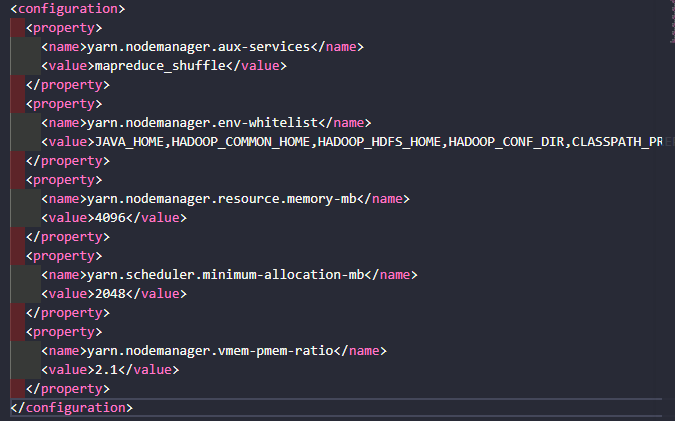 <configuration>
<property>
<name>yarn.nodemanager.aux-services</name>
<value>mapreduce_shuffle</value>
</property>
<property>
<name>yarn.nodemanager.env-whitelist</name>
<value>JAVA_HOME,HADOOP_COMMON_HOME,HADOOP_HDFS_HOME,HADOOP_CONF_DIR,CLASSPATH_PRE
</property>
<property>
<name>yarn.nodemanager.resource.memory-mb</name>
<value>4096</value>
</property>
<property>
<name>yarn.scheduler.minimum-allocation-mb</name>
<value>2048</value>
</property>
<property>
<name>yarn.nodemanager.vmem-pmem-ratio</name>
<value>2.1</value>
</property>
</configuration>